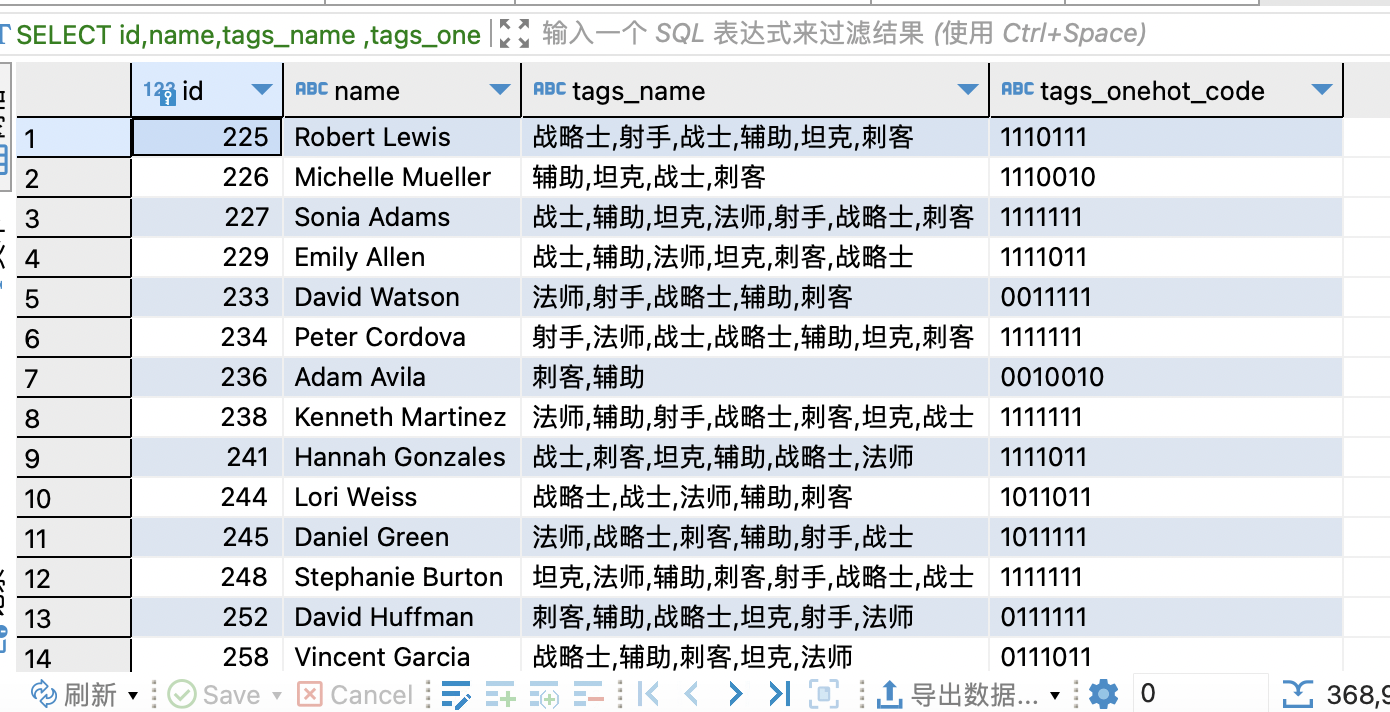 SELECT id,name,tags_name ,tags_one 输入一个 SQL 表达式来过滤结果 (使用 Ctrl+Space)
123 id ABC name ABC tags_name ABC tags_onehot_code
1 225 Robert Lewis 战略士,射手,战士,辅助,坦克,刺客 1110111
2 226 Michelle Mueller 辅助,坦克,战士,刺客 1110010
3 227 Sonia Adams 战士,辅助,坦克,法师,射手,战略士,刺客 1111111
4 229 Emily Allen 战士,辅助,法师,坦克,刺客,战略士 1111011
5 233 David Watson 法师,射手,战略士,辅助,刺客 0011111
6 234 Peter Cordova 射手,法师,战士,战略士,辅助,坦克,刺客 1111111
7 236 Adam Avila 刺客,辅助 0010010
8 238 Kenneth Martinez 法师,辅助,射手,战略士,刺客,坦克,战士 1111111
9 241 Hannah Gonzales 战士,刺客,坦克,辅助,战略士,法师 1111011
10 244 Lori Weiss 战略士,战士,法师,辅助,刺客 1011011
11 245 Daniel Green 法师,战略士,刺客,辅助,射手,战士 1011111
12 248 Stephanie Burton 坦克,法师,辅助,刺客,射手,战略士,战士 1111111
13 252 David Huffman 刺客,辅助,战略士,坦克,射手,法师 0111111
14 258 Vincent Garcia 战略士,辅助,刺客,坦克,法师 0111011
刷新 Save Cancel 导出数据... 0 368,9